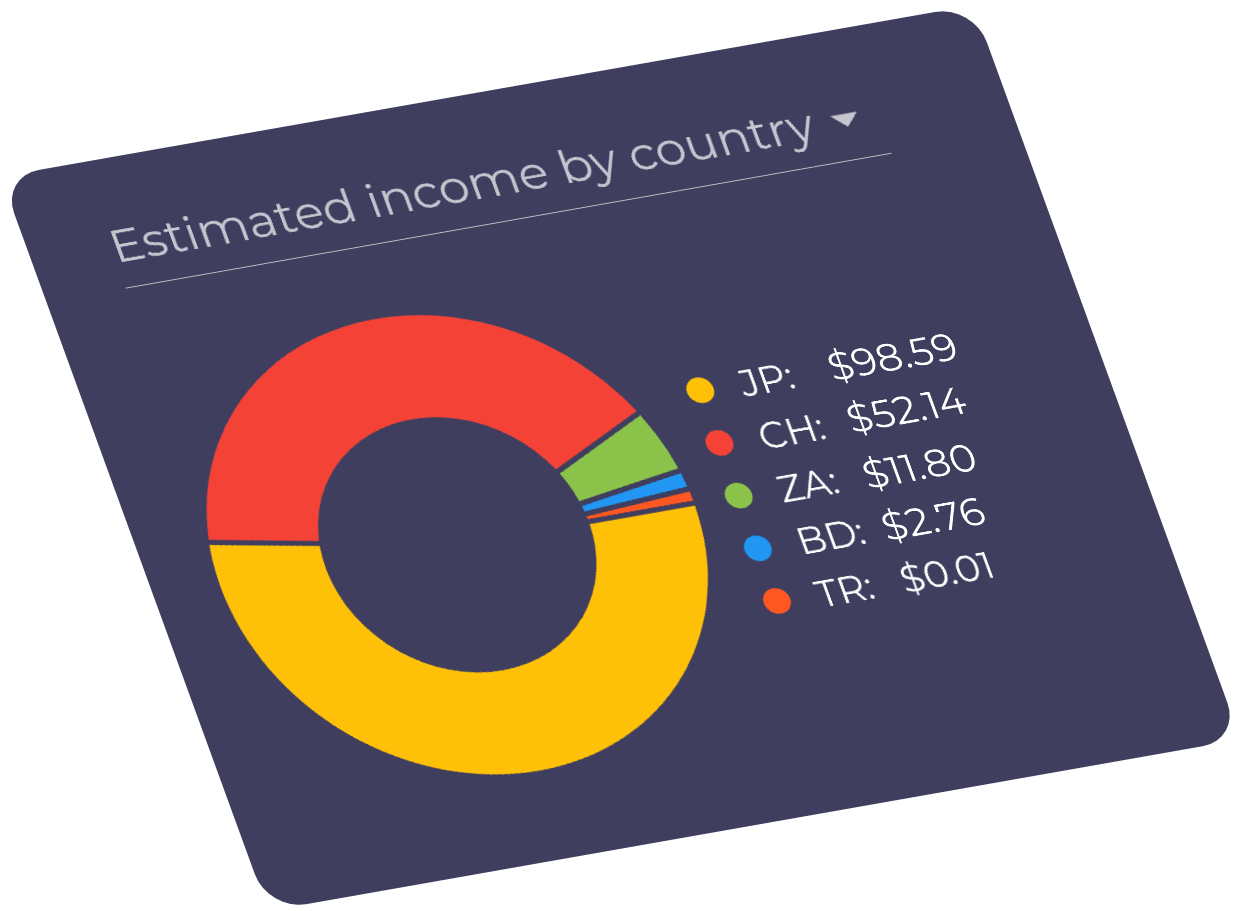 Estimated income by country
JP: $98.59
CH: $52.14
ZA: $11.80
BD: $2.76
TR: $0.01